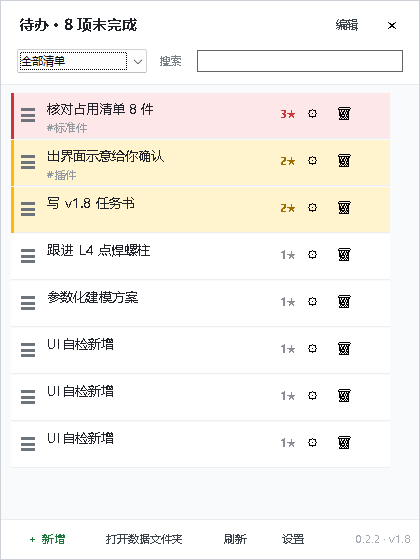 待办 · 8 项未完成 编辑 ×
全部清单 搜索
核对占用清单 8 件 3★
#标准件
出界面示意给你确认 2★
#插件
写 v1.8 任务书 2★
跟进 L4 点焊螺柱 1★
参数化建模方案 1★
UI 自检新增 1★
UI 自检新增 1★
UI 自检新增 1★
+ 新增 打开数据文件夹 刷新 设置 0.2.2 · v1.8